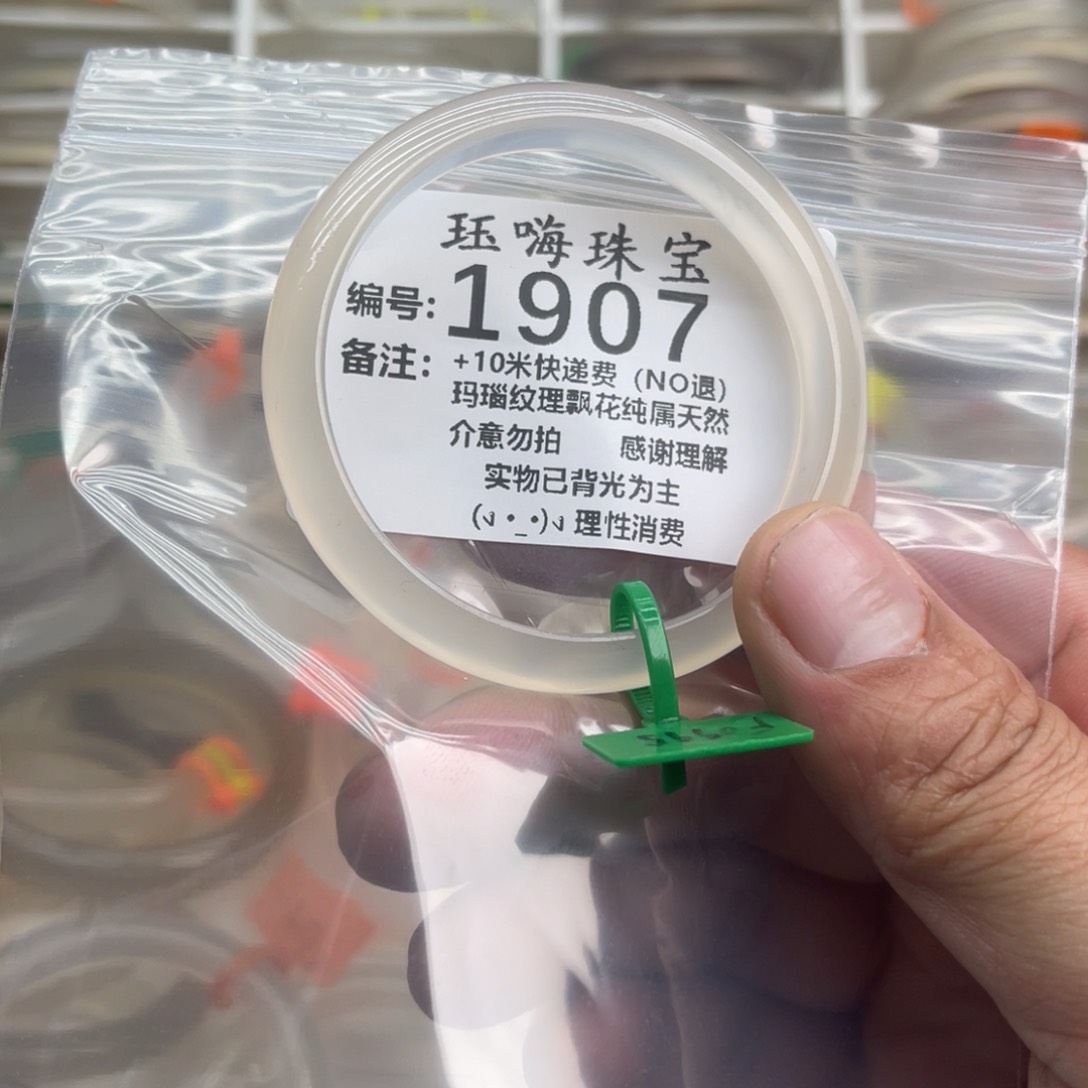 珏嗨珠宝
编号：1907
备注：+10米快递费（NO退）
玛瑙纹理飘花纯属天然
介意勿拍 感谢理解
实物已背光为主
理性消费